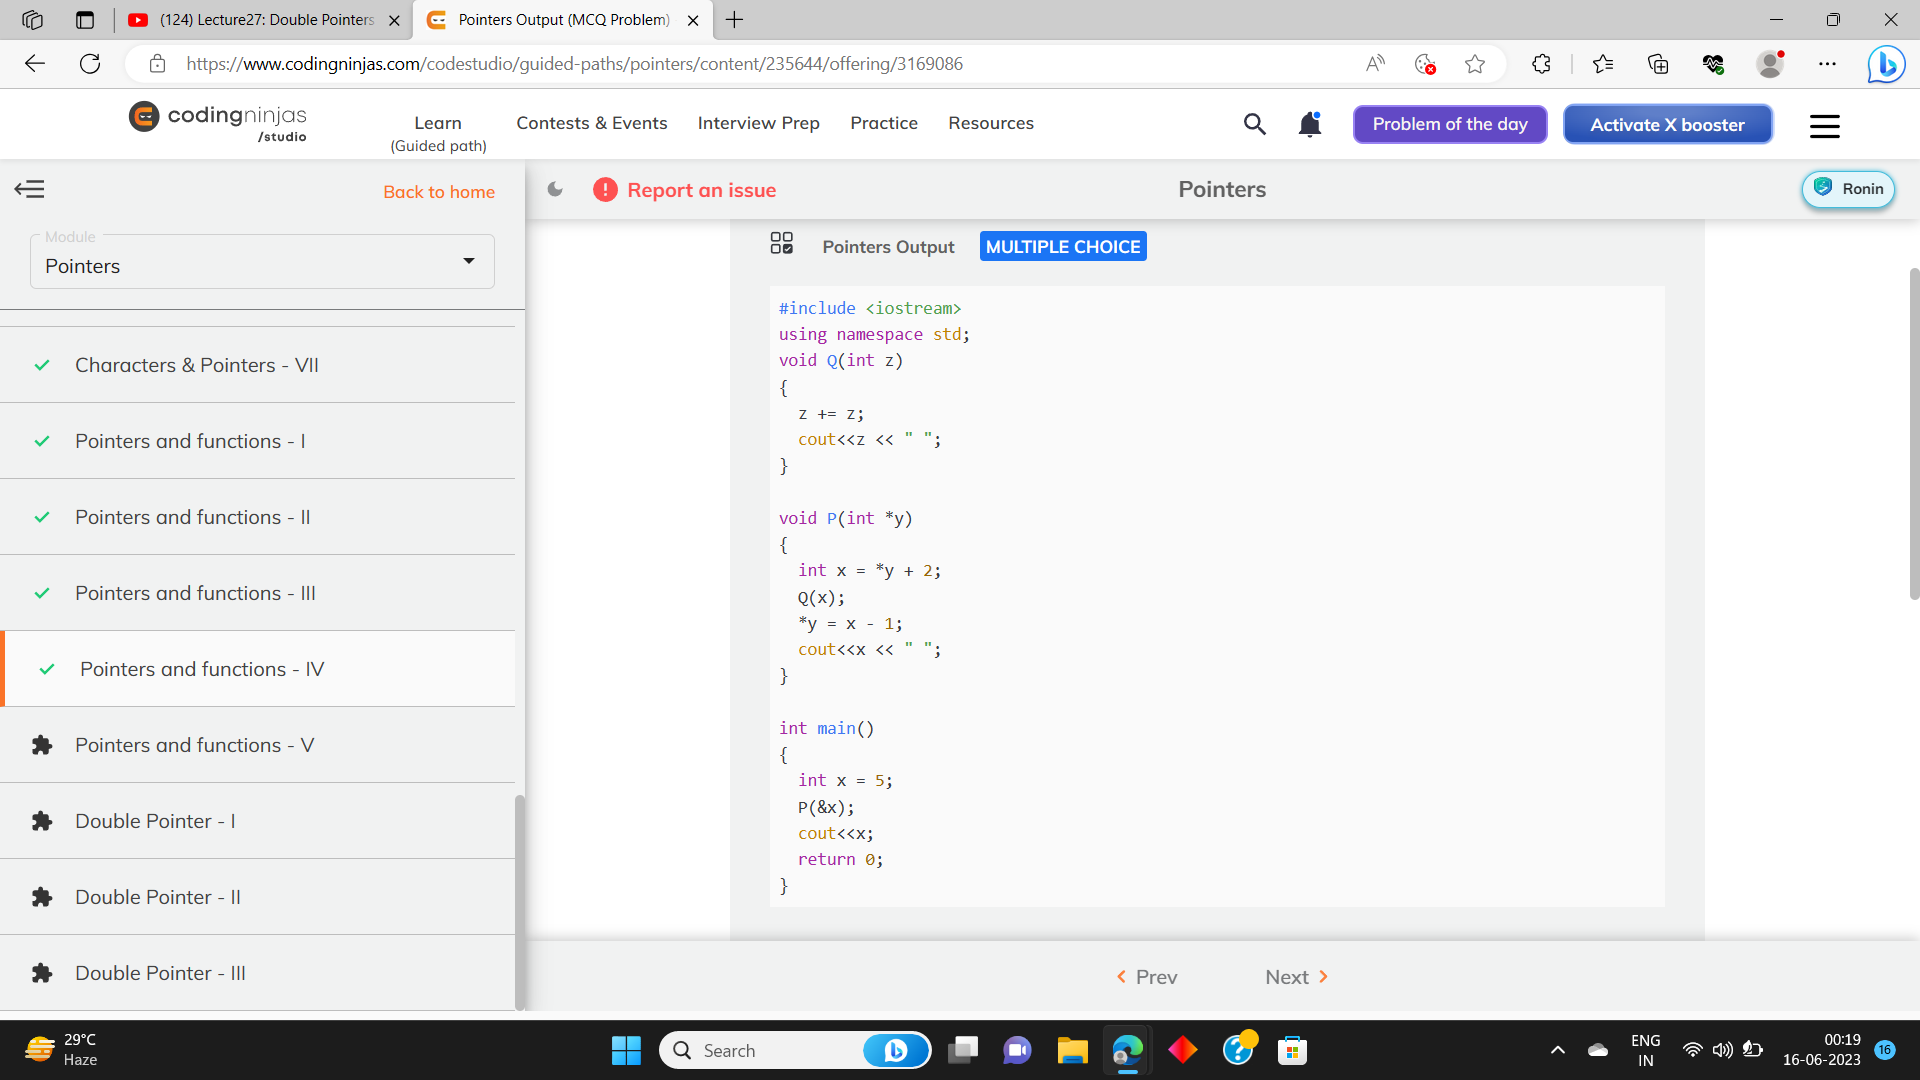 (124) Lecture27: Double Pointers
Pointers Output (MCQ Problem)
https://www.codingninjas.com/codestudio/guided-paths/pointers/content/235644/offering/3169086
codingninjas
/studio
Learn
(Guided path)
Contests & Events
Interview Prep
Practice
Resources
Problem of the day
Activate X booster
Back to home
Report an issue
Pointers
Ronin
Module
Pointers
Characters & Pointers - VII
Pointers and functions - I
Pointers and functions - II
Pointers and functions - III
Pointers and functions - IV
Pointers and functions - V
Double Pointer - I
Double Pointer - II
Double Pointer - III
Pointers Output
MULTIPLE CHOICE
#include <iostream>
using namespace std;
void Q(int z)
{
  z += z;
  cout<<z << " ";
}

void P(int *y)
{
  int x = *y + 2;
  Q(x);
  *y = x - 1;
  cout<<x << " ";
}

int main()
{
  int x = 5;
  P(&x);
  cout<<x;
  return 0;
}
Prev
Next
29°C
Haze
Search
ENG
IN
00:19
16-06-2023
16